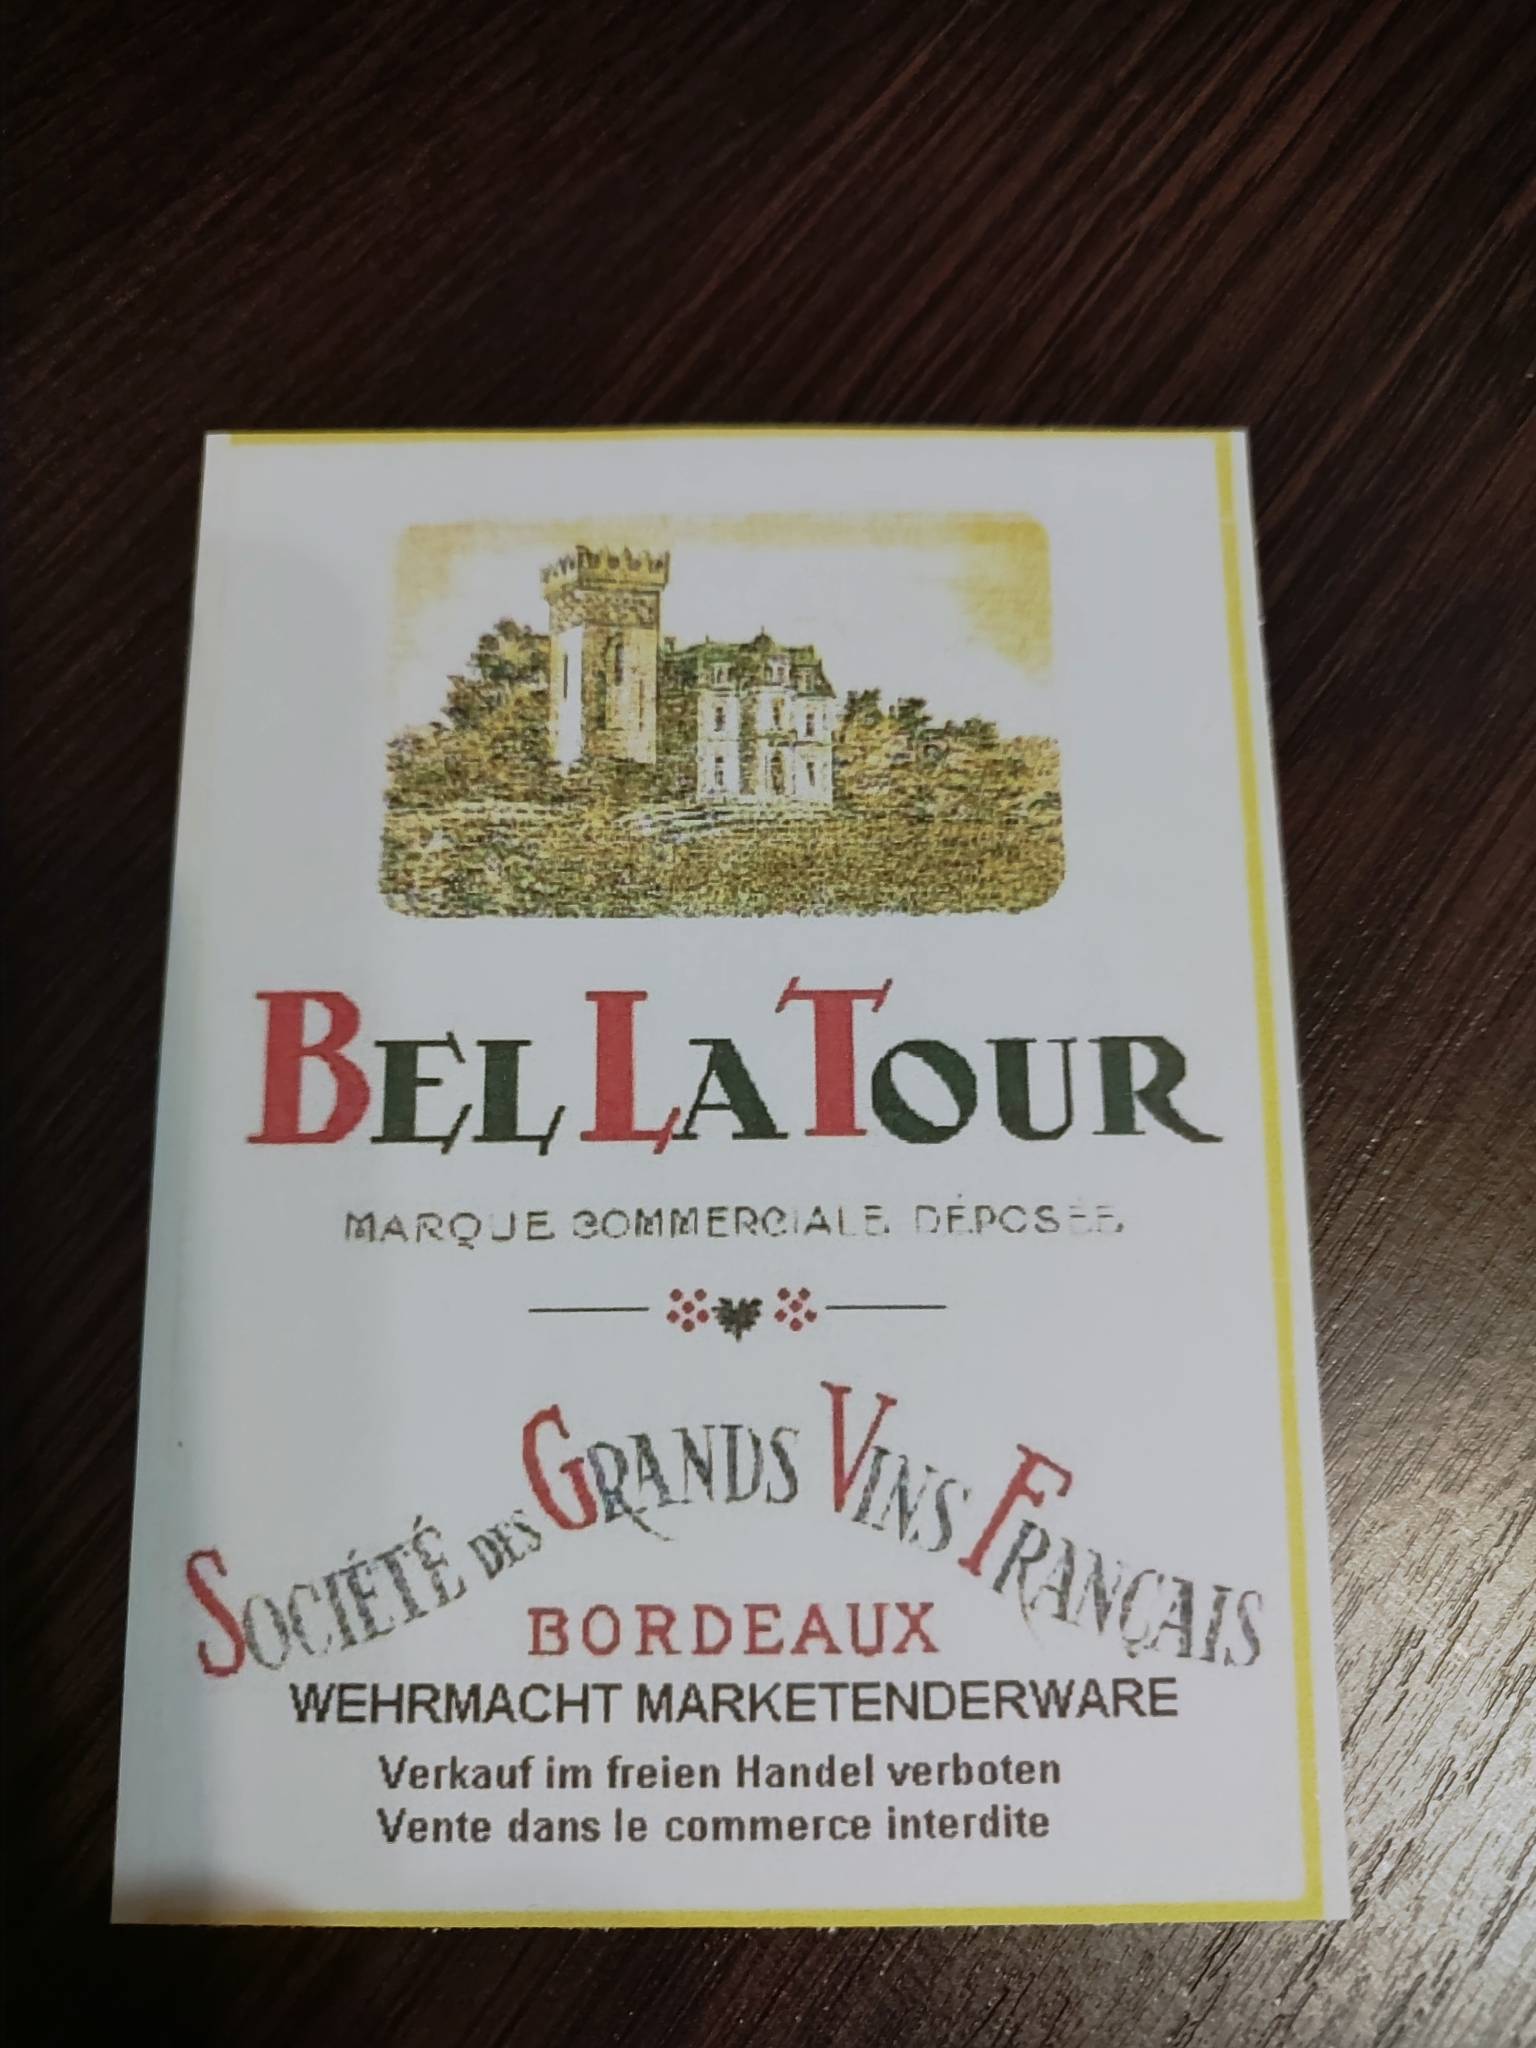 BEL LA TOUR
MARQUE COMMERCIALE DÉPOSÉE
SOCIÉTÉ DES GRANDS VINS FRANÇAIS
BORDEAUX
WEHRMACHT MARKETENDERWARE
Verkauf im freien Handel verboten
Vente dans le commerce interdite